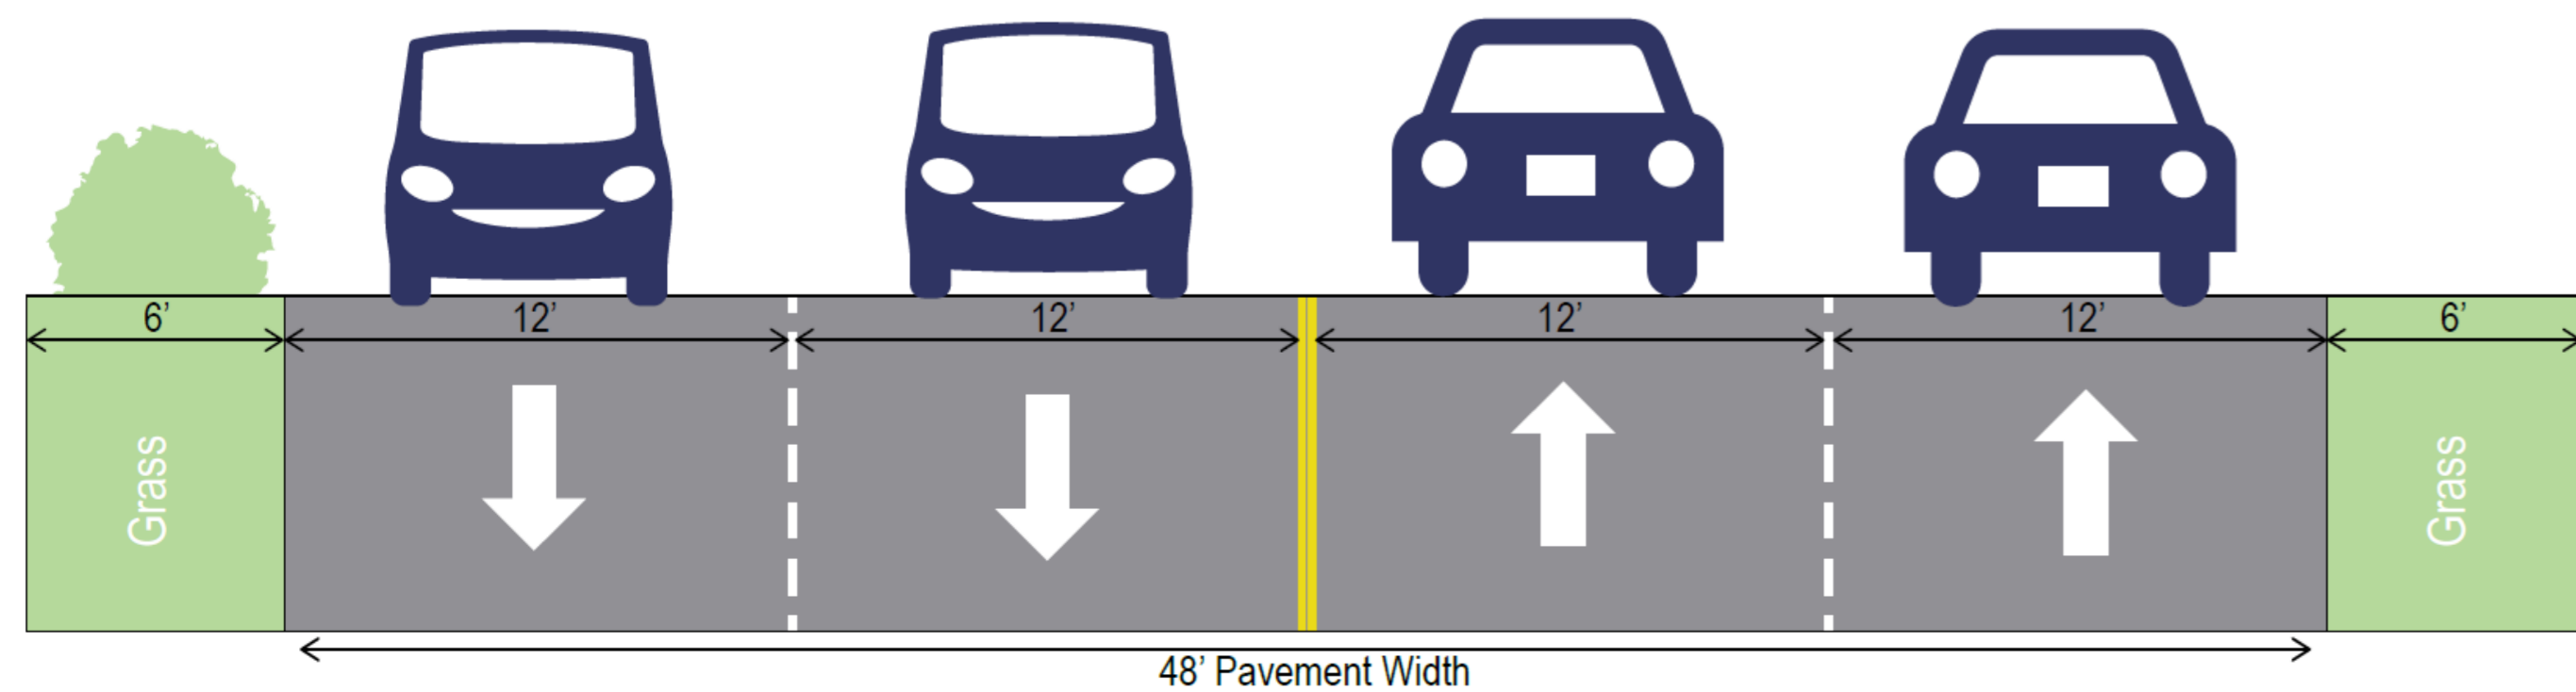 6’
12’
12’
12’
12’
6’
Grass
Grass
48’ Pavement Width